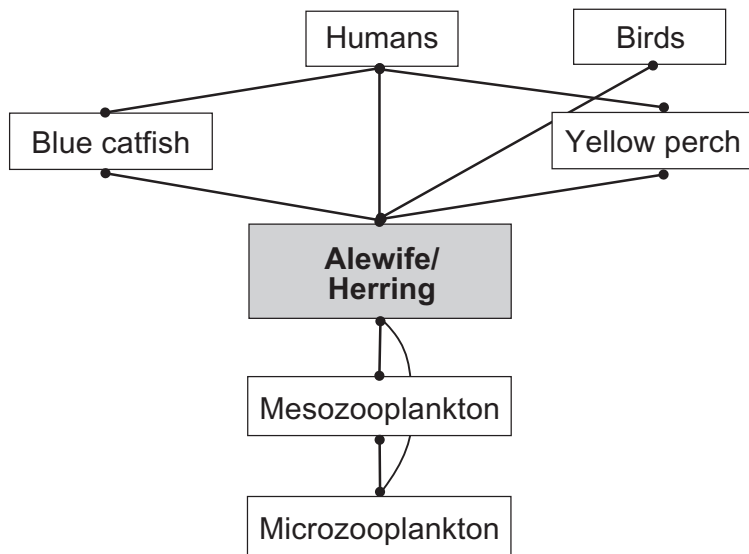 Humans
Birds
Blue catfish
Yellow perch
Alewife/
Herring
Mesozooplankton
Microzooplankton